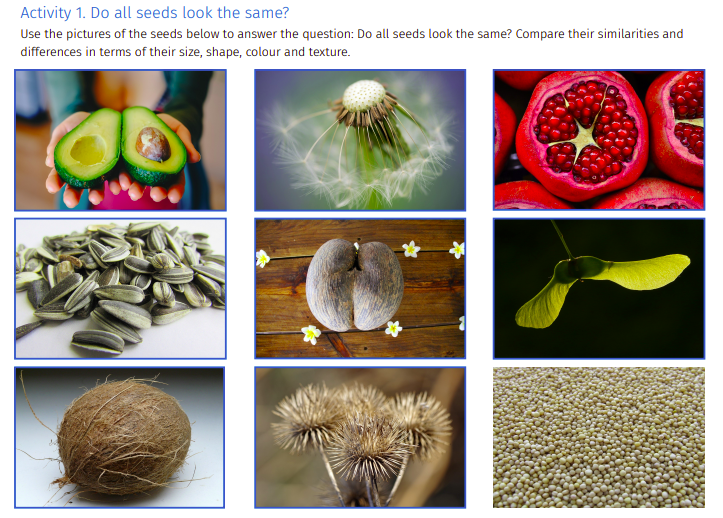 Activity 1. Do all seeds look the same?
Use the pictures of the seeds below to answer the question: Do all seeds look the same? Compare their similarities and
differences in terms of their size, shape, colour and texture.